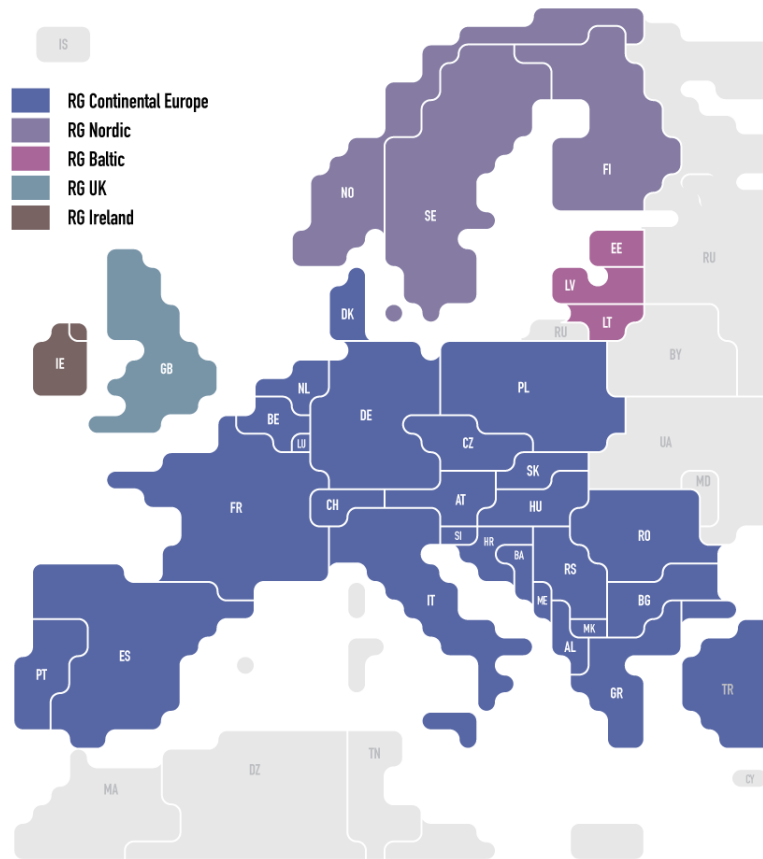 IS
RG Continental Europe
RG Nordic
RG Baltic
RG UK
RG Ireland
NO
SE
FI
EE
RU
LV
LT
RU
DK
BY
IE
GB
NL
PL
BE
DE
LU
CZ
UA
SK
MD
FR
CH
AT
HU
SI
HR
RO
BA
RS
IT
ME
BG
MK
ES
AL
PT
GR
TR
TN
DZ
MA
CY